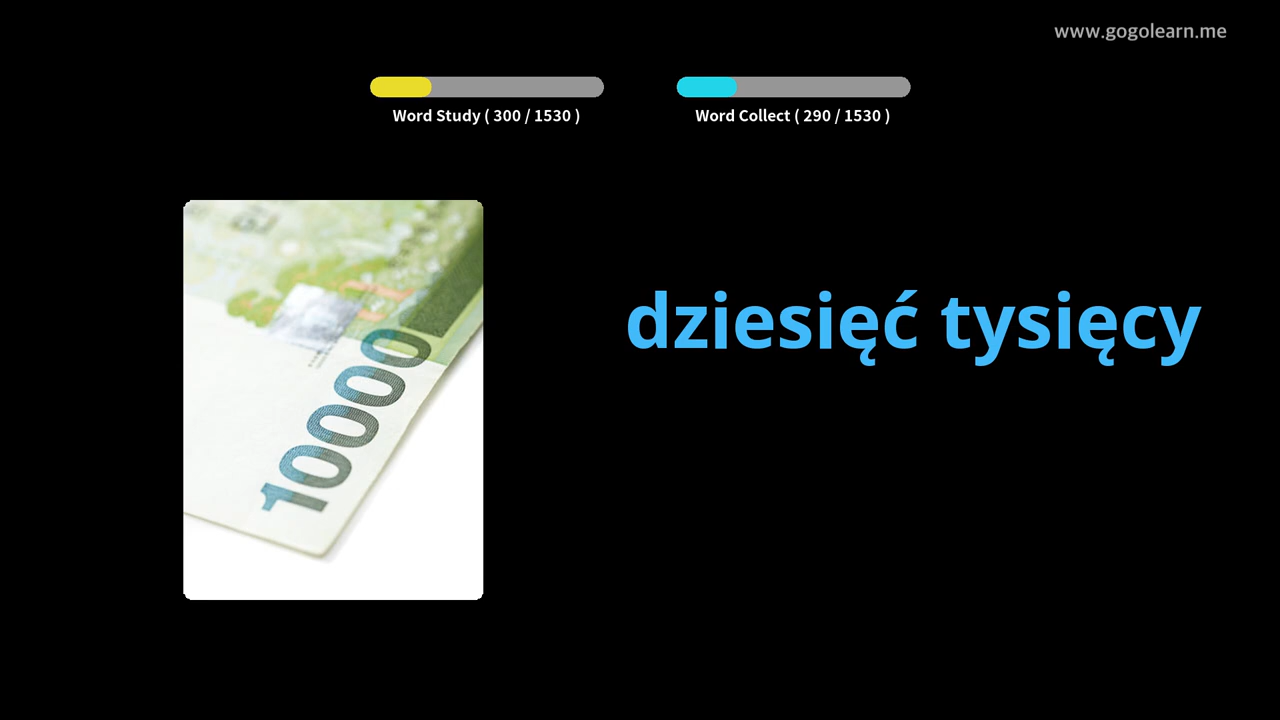 www.gogolearn.me
Word Study ( 300 / 1530 )
Word Collect ( 290 / 1530 )
10000
dziesięć tysięcy